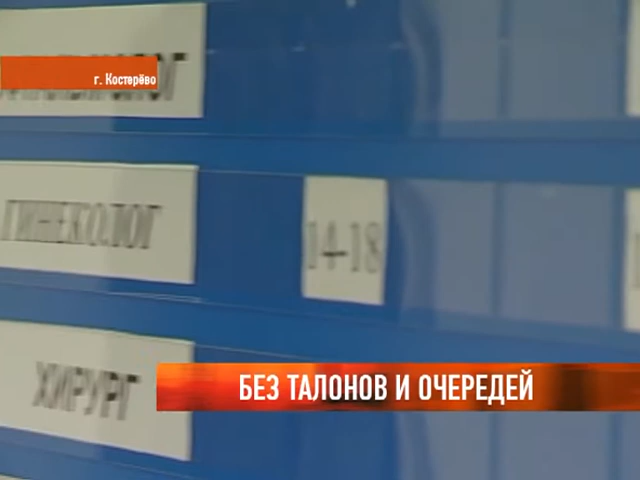 г. Костерёво
ГИНЕКОЛОГ
14-18
ХИРУРГ
БЕЗ ТАЛОНОВ И ОЧЕРЕДЕЙ